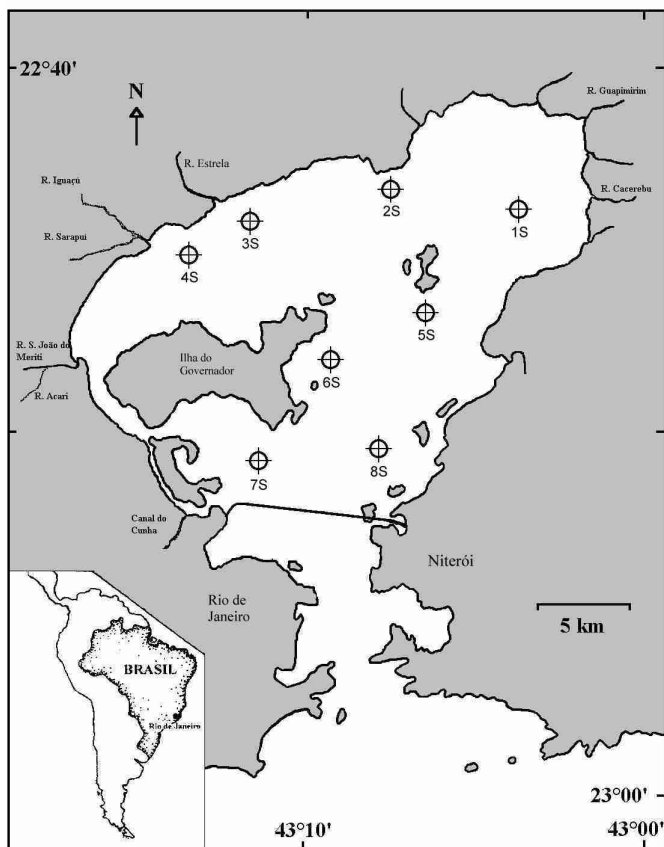 22°40'
N
R. Guapimirim
R. Estrela
R. Iguaçú
R. Cacerebu
R. Sarapuí
2S
1S
3S
4S
5S
R. S. João do
Meriti
Ilha do
Governador
R. Acari
6S
7S
8S
Canal do
Cunha
Niterói
Rio de
Janeiro
5 km
BRASIL
Rio de Janeiro
23°00'
43°10'
43°00'